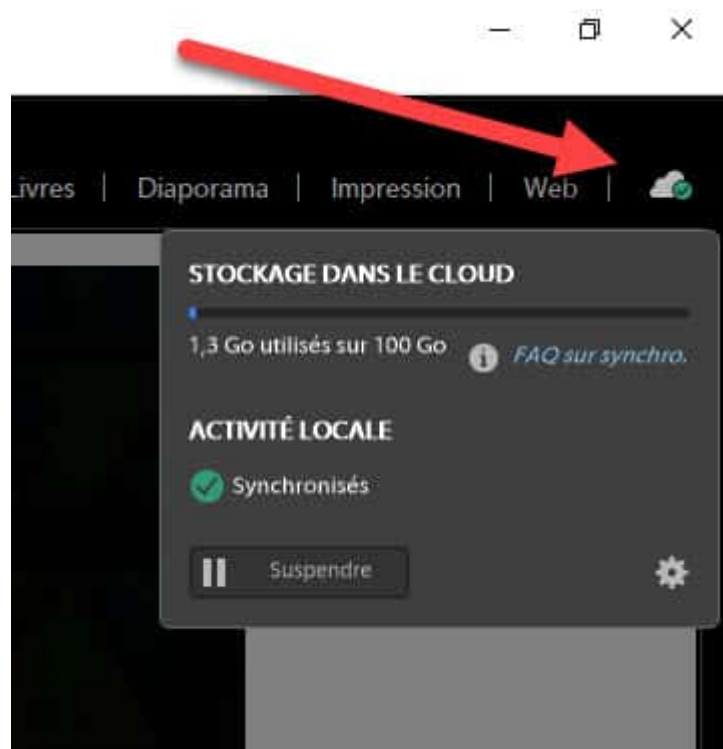 Livres | Diaporama | Impression | Web |
STOCKAGE DANS LE CLOUD
1,3 Go utilisés sur 100 Go FAQ sur synchro.
ACTIVITÉ LOCALE
Synchronisés
Suspendre